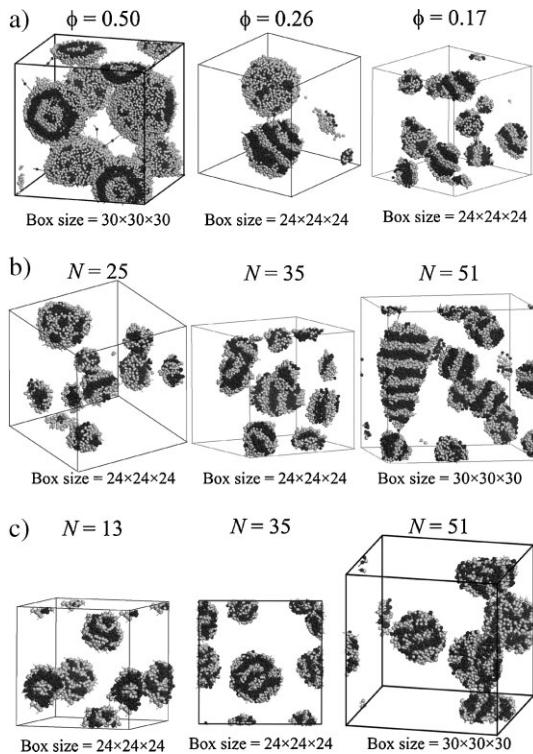 a)
ϕ = 0.50 ϕ = 0.26 ϕ = 0.17
Box size = 30×30×30 Box size = 24×24×24 Box size = 24×24×24
b)
N = 25 N = 35 N = 51
Box size = 24×24×24 Box size = 24×24×24 Box size = 30×30×30
c)
N = 13 N = 35 N = 51
Box size = 24×24×24 Box size = 24×24×24 Box size = 30×30×30